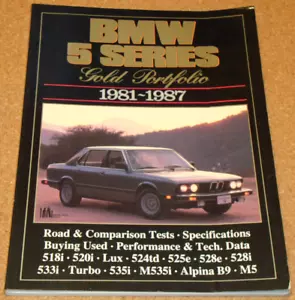 BMW
5 SERIES
Gold Portfolio
1981~1987
Road & Comparison Tests • Specifications
Buying Used • Performance & Tech. Data
518i • 520i • Lux • 524td • 525e • 528e • 528i
533i • Turbo • 535i • M535i • Alpina B9 • M5